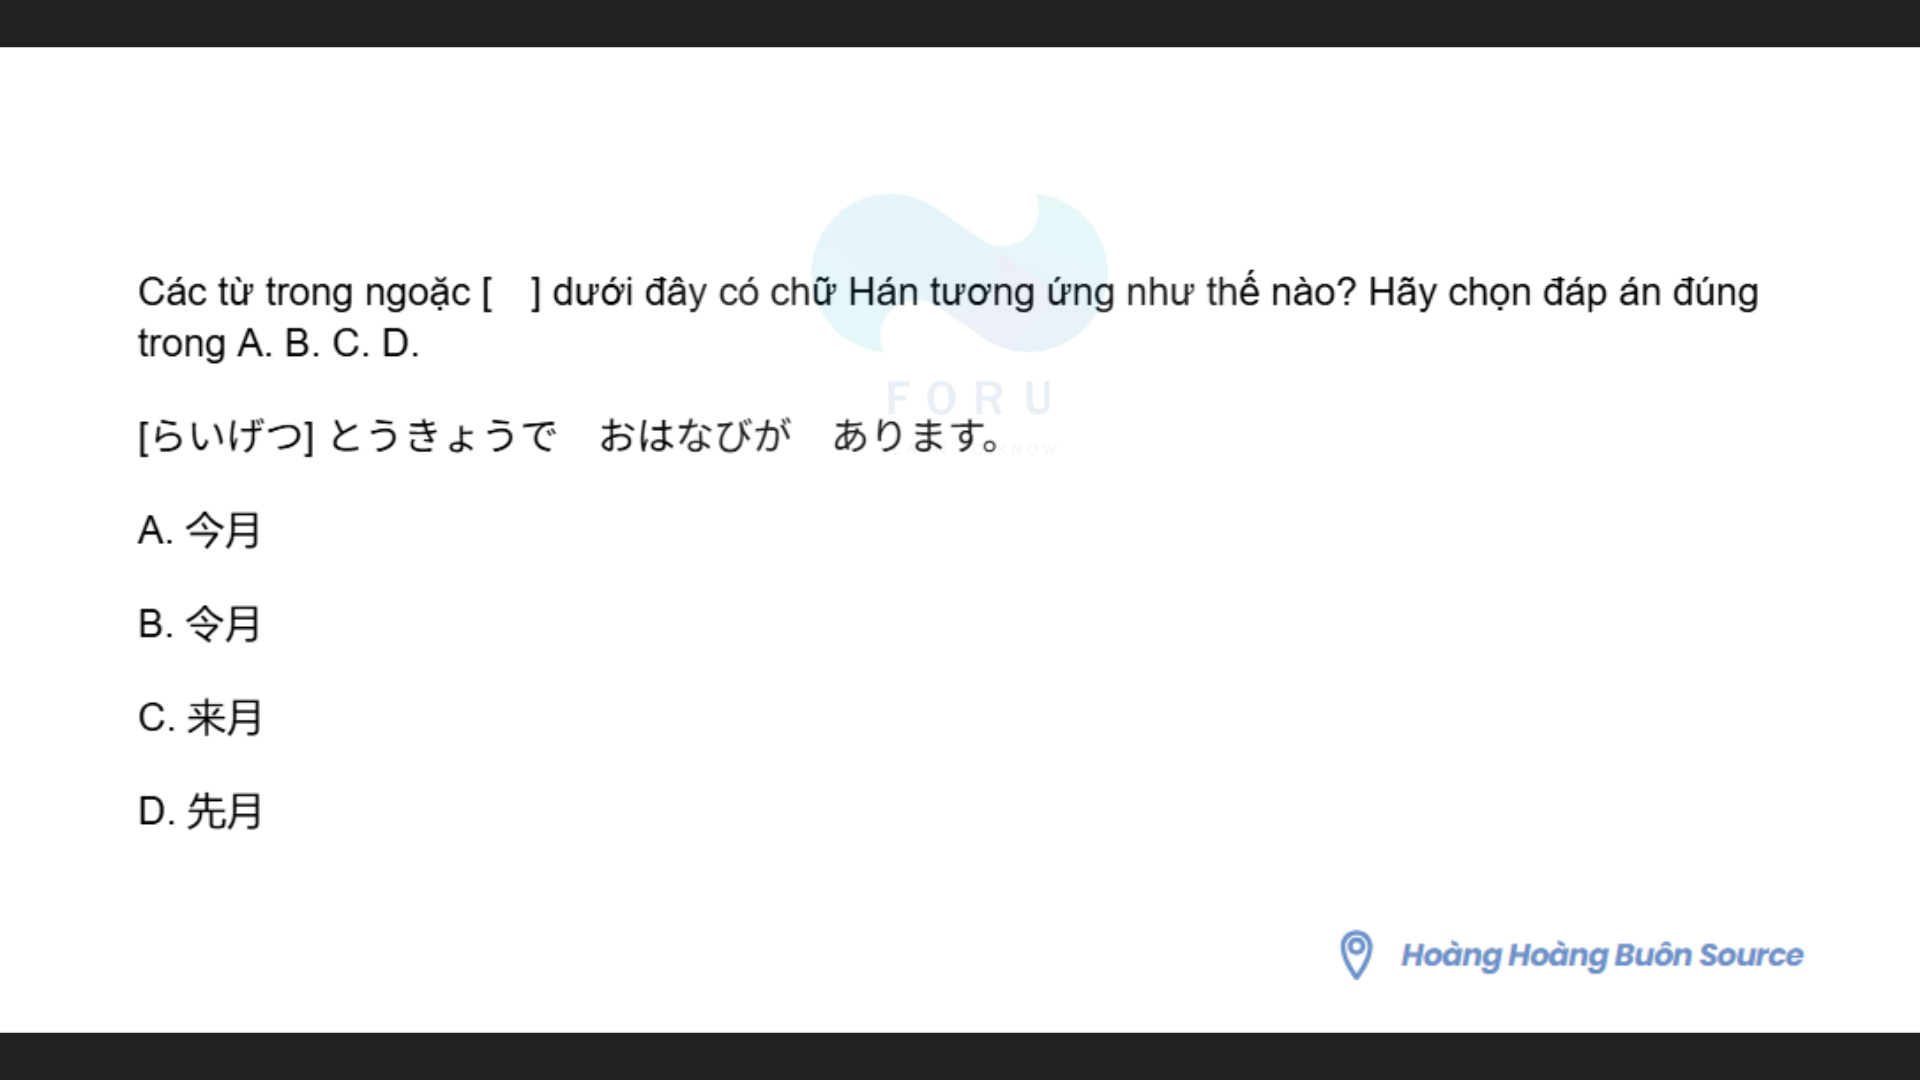 Các từ trong ngoặc [　] dưới đây có chữ Hán tương ứng như thế nào? Hãy chọn đáp án đúng
trong A. B. C. D.
FORU
[らいげつ] とうきょうで　おはなびが　あります。
KNOW
A. 今月
B. 令月
C. 来月
D. 先月
Hoàng Hoàng Buôn Source